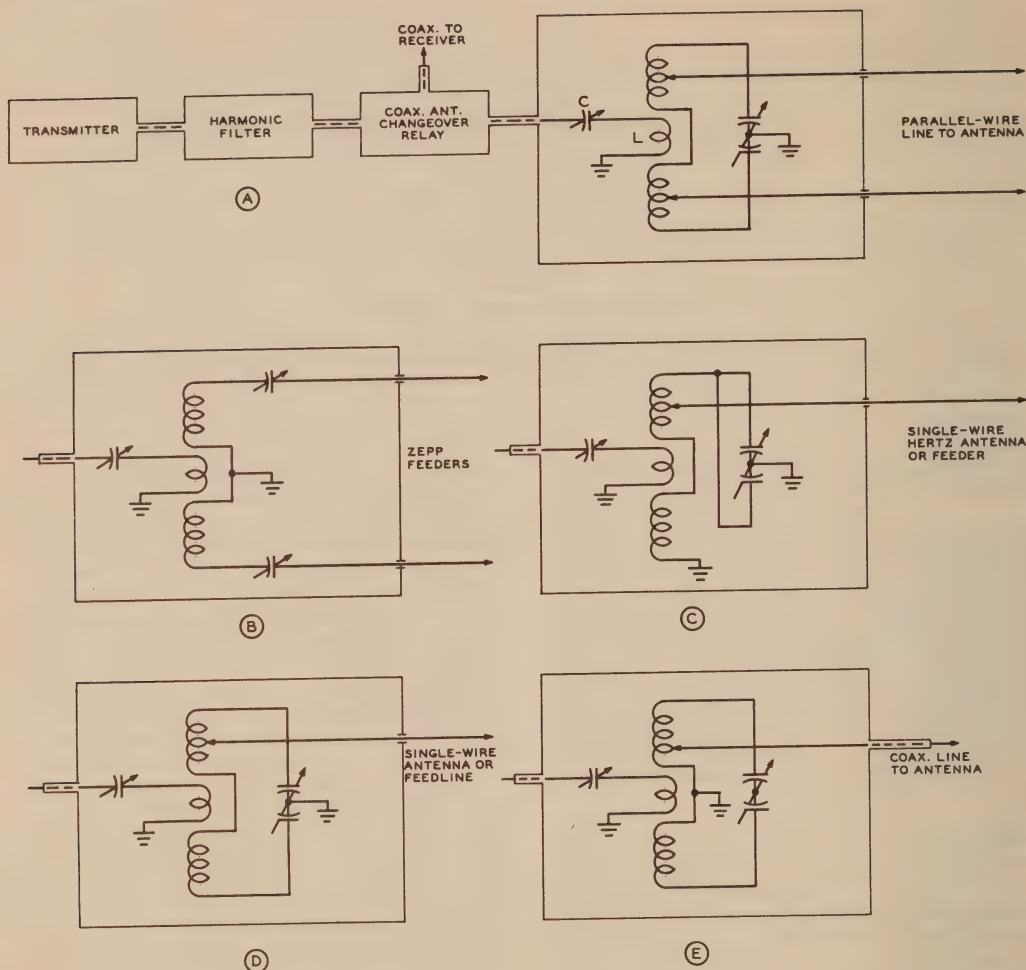 COAX. TO
RECEIVER
TRANSMITTER
HARMONIC
FILTER
COAX. ANT.
CHANGEOVER
RELAY
C
L
PARALLEL-WIRE
LINE TO ANTENNA
A
ZEPP
FEEDERS
B
SINGLE-WIRE
HERTZ ANTENNA
OR FEEDER
C
SINGLE-WIRE
ANTENNA OR
FEEDLINE
D
COAX. LINE
TO ANTENNA
E